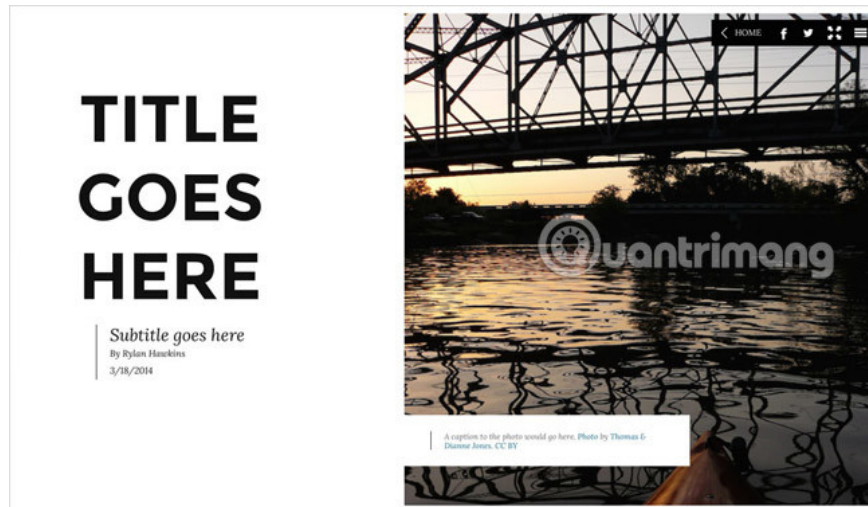 HOME
TITLE
GOES
HERE
Subtitle goes here
By Rylan Hawkins
3/18/2014
Quantrimang
A caption to the photo would go here, Photo by Thomas &
Dianne Jones. CC BY